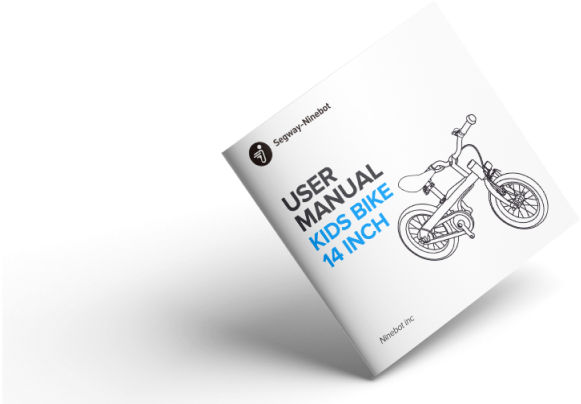 Segway-Ninebot
USER
MANUAL
KIDS BIKE
14 INCH
Ninebot inc